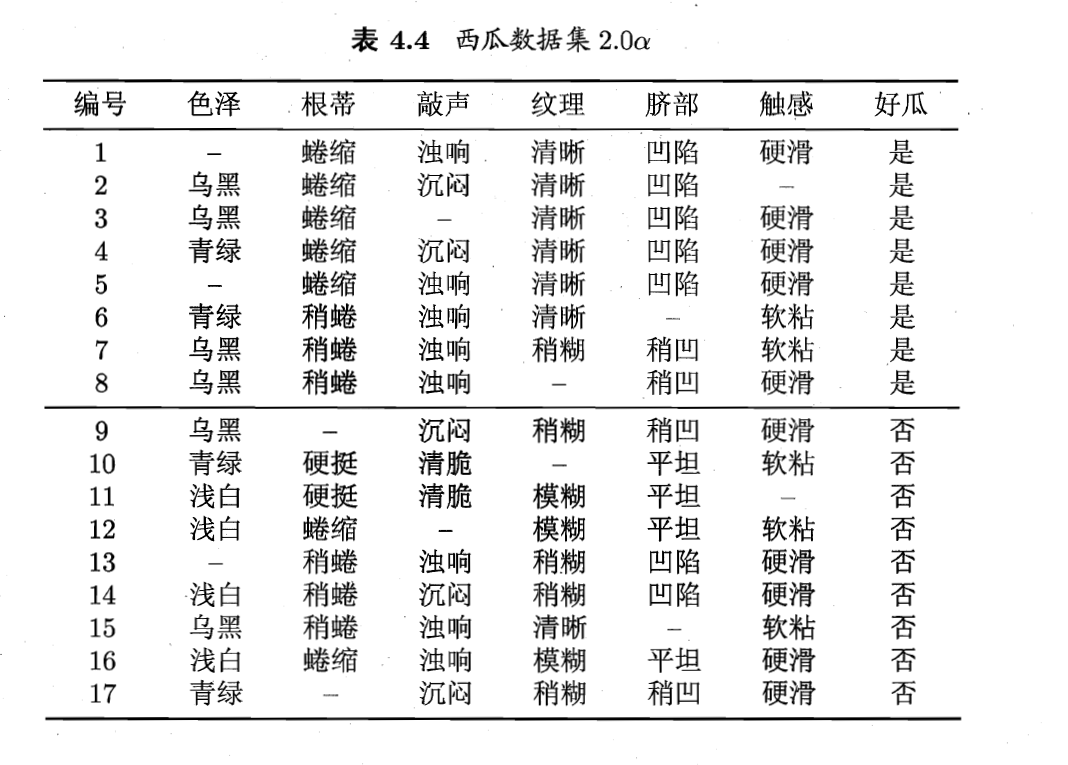 表 4.4 西瓜数据集 2.0α
编号 色泽 根蒂 敲声 纹理 脐部 触感 好瓜
1 – 蜷缩 浊响 清晰 凹陷 硬滑 是
2 乌黑 蜷缩 沉闷 清晰 凹陷 – 是
3 乌黑 蜷缩 – 清晰 凹陷 硬滑 是
4 青绿 蜷缩 沉闷 清晰 凹陷 硬滑 是
5 – 蜷缩 浊响 清晰 凹陷 硬滑 是
6 青绿 稍蜷 浊响 清晰 – 软粘 是
7 乌黑 稍蜷 浊响 稍糊 稍凹 软粘 是
8 乌黑 稍蜷 浊响 – 稍凹 硬滑 是
9 乌黑 – 沉闷 稍糊 稍凹 硬滑 否
10 青绿 硬挺 清脆 – 平坦 软粘 否
11 浅白 硬挺 清脆 模糊 平坦 – 否
12 浅白 蜷缩 – 模糊 平坦 软粘 否
13 – 稍蜷 浊响 稍糊 凹陷 硬滑 否
14 浅白 稍蜷 沉闷 稍糊 凹陷 硬滑 否
15 乌黑 稍蜷 浊响 清晰 – 软粘 否
16 浅白 蜷缩 浊响 模糊 平坦 硬滑 否
17 青绿 – 沉闷 稍糊 稍凹 硬滑 否